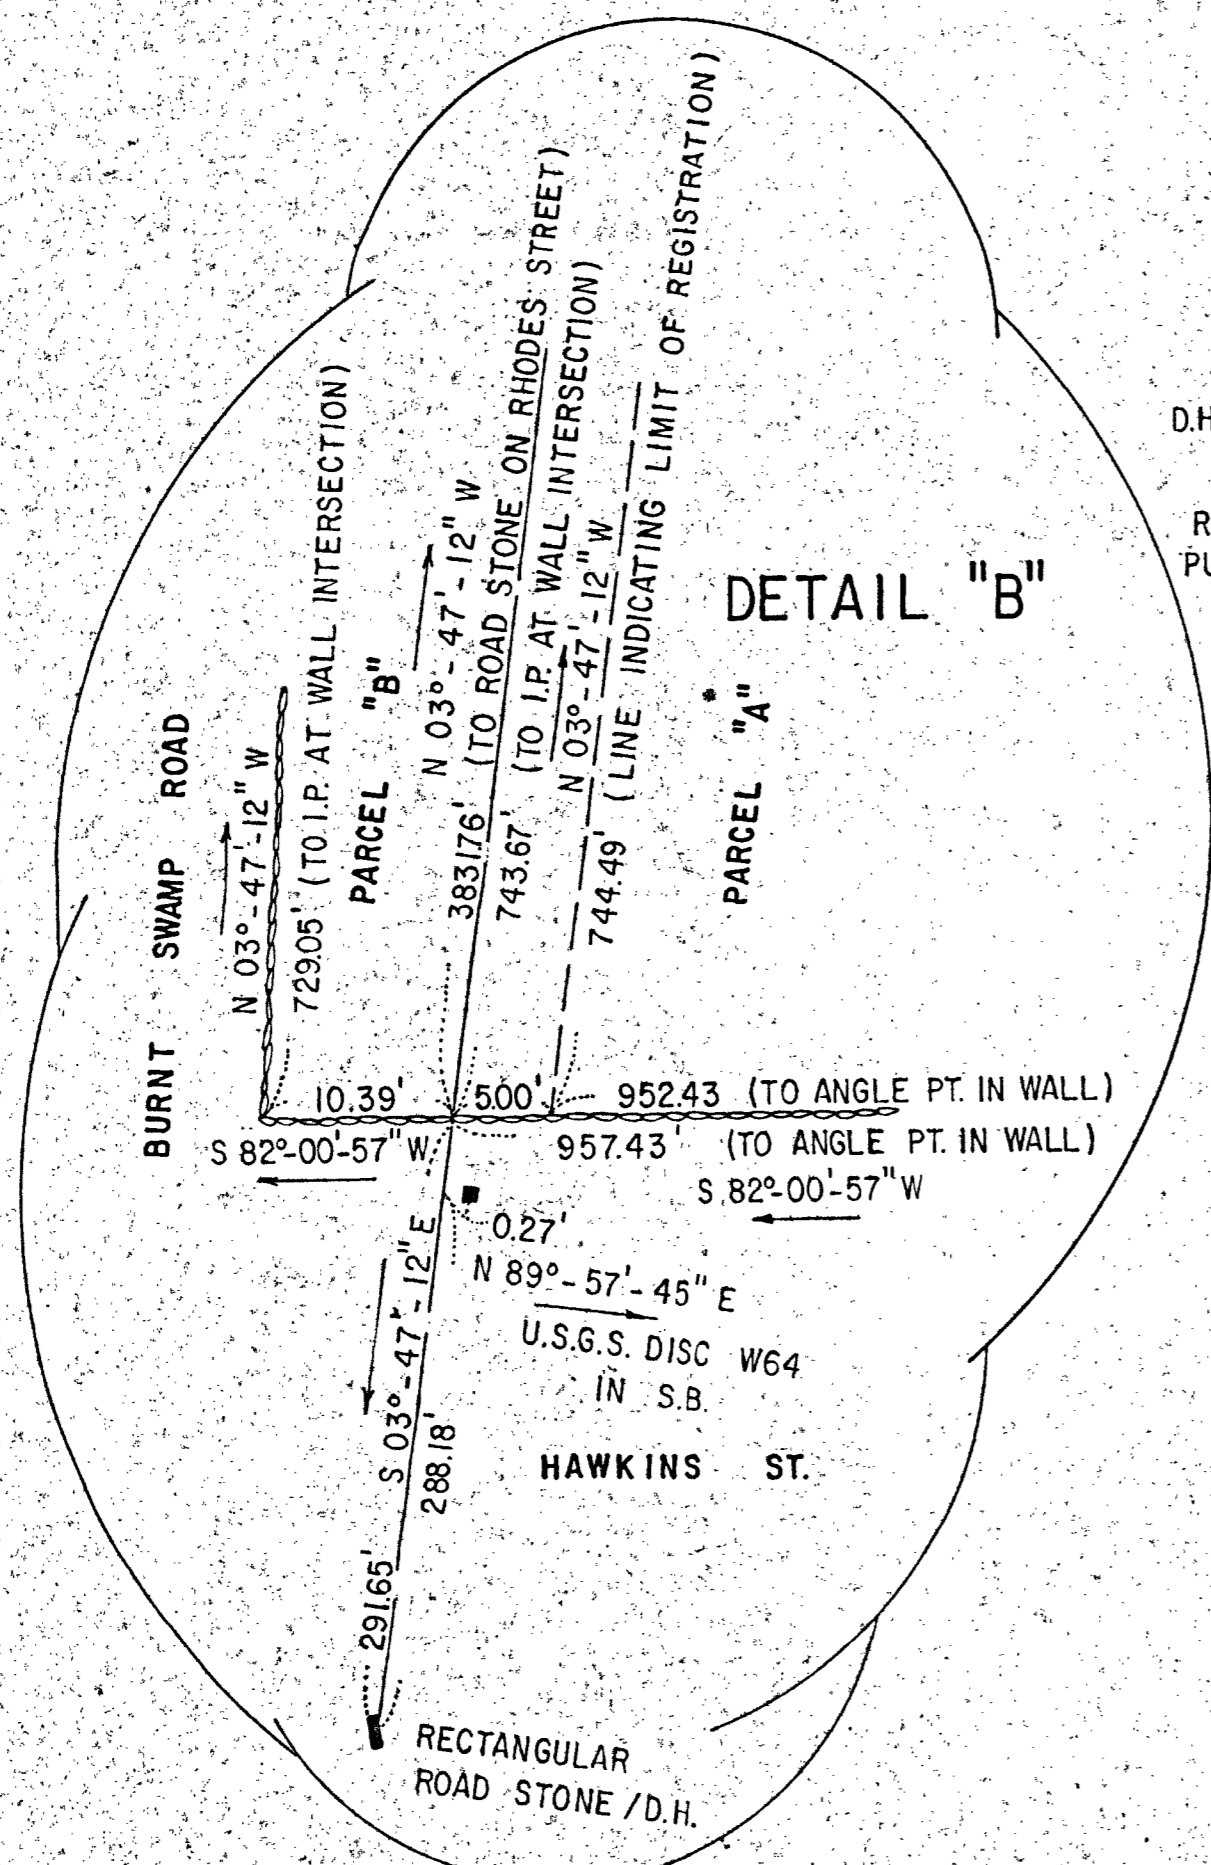 DETAIL "B"
D.H
R
PU
BURNT SWAMP ROAD
N 03°-47'-12" W
729.05' (TO I.P. AT WALL INTERSECTION)
PARCEL "B"
N 03°-47'-12" W
3831.76' (TO ROAD STONE ON RHODES STREET)
743.67' (TO I.P. AT WALL INTERSECTION)
N 03°-47'-12" W
744.49' (LINE INDICATING LIMIT OF REGISTRATION)
PARCEL "A"
10.39'
5.00'
952.43 (TO ANGLE PT. IN WALL)
S 82°-00'-57" W
957.43' (TO ANGLE PT. IN WALL)
S 82°-00'-57" W
0.27'
N 89°-57'-45" E
U.S.G.S. DISC W64
IN S.B.
S 03°-47'-12" E
288.18'
291.65'
HAWKINS ST.
RECTANGULAR
ROAD STONE /D.H.